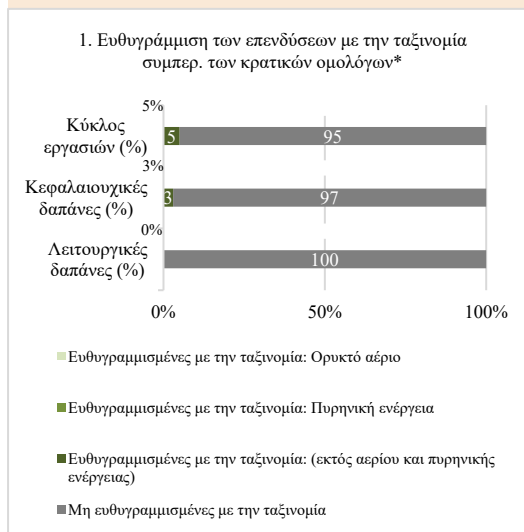 1. Ευθυγράμμιση των επενδύσεων με την ταξινομία
συμπερ. των κρατικών ομολόγων*
5%
Κύκλος
εργασιών (%)
5
95
3%
Κεφαλαιουχικές
δαπάνες (%)
3
97
0%
Λειτουργικές
δαπάνες (%)
100
0%
50%
100%
Ευθυγραμμισμένες με την ταξινομία: Ορυκτό αέριο
Ευθυγραμμισμένες με την ταξινομία: Πυρηνική ενέργεια
Ευθυγραμμισμένες με την ταξινομία: (εκτός αερίου και πυρηνικής
ενέργειας)
Μη ευθυγραμμισμένες με την ταξινομία